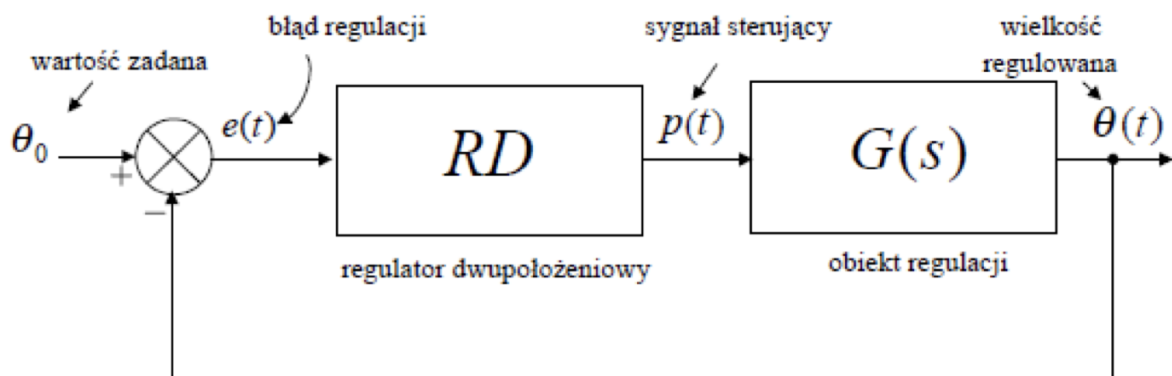 błąd regulacji
sygnał sterujący
wielkość
regulowana
wartość zadana
θ₀
+
−
e(t)
RD
p(t)
G(s)
θ(t)
regulator dwupołożeniowy
obiekt regulacji